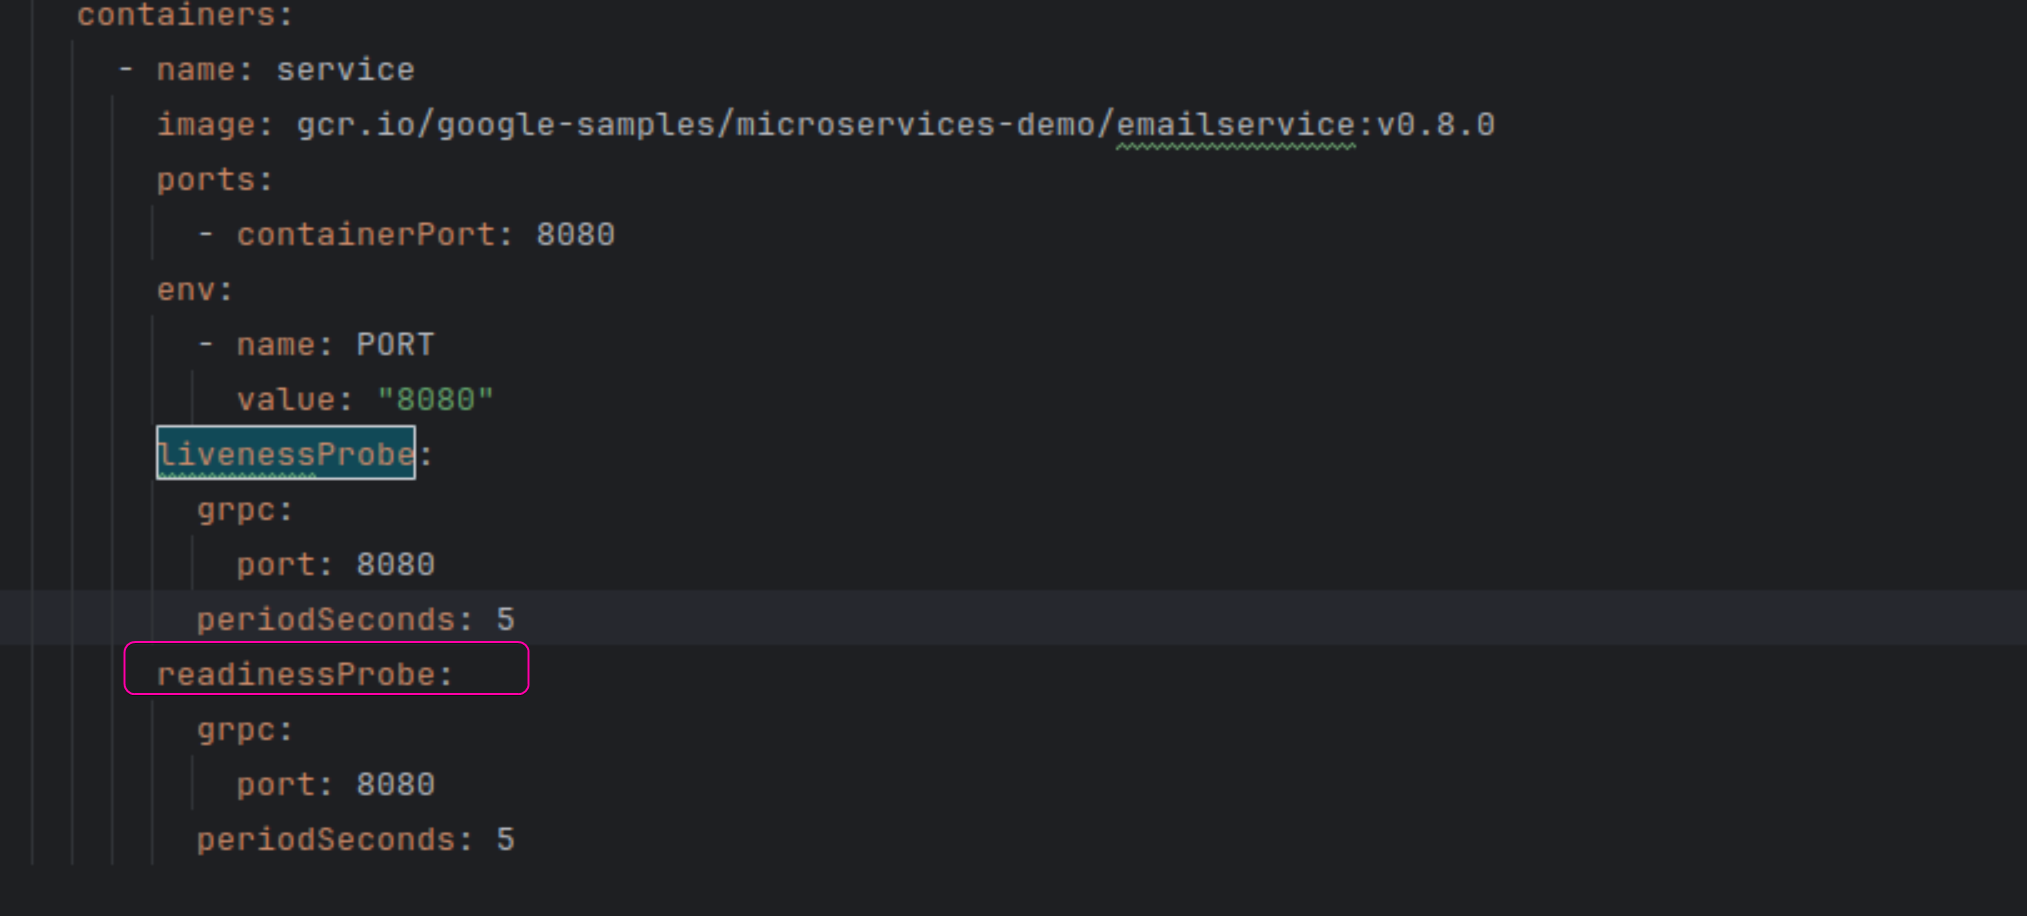 containers:
- name: service
image: gcr.io/google-samples/microservices-demo/emailservice:v0.8.0
ports:
- containerPort: 8080
env:
- name: PORT
value: "8080"
livenessProbe:
grpc:
port: 8080
periodSeconds: 5
readinessProbe:
grpc:
port: 8080
periodSeconds: 5